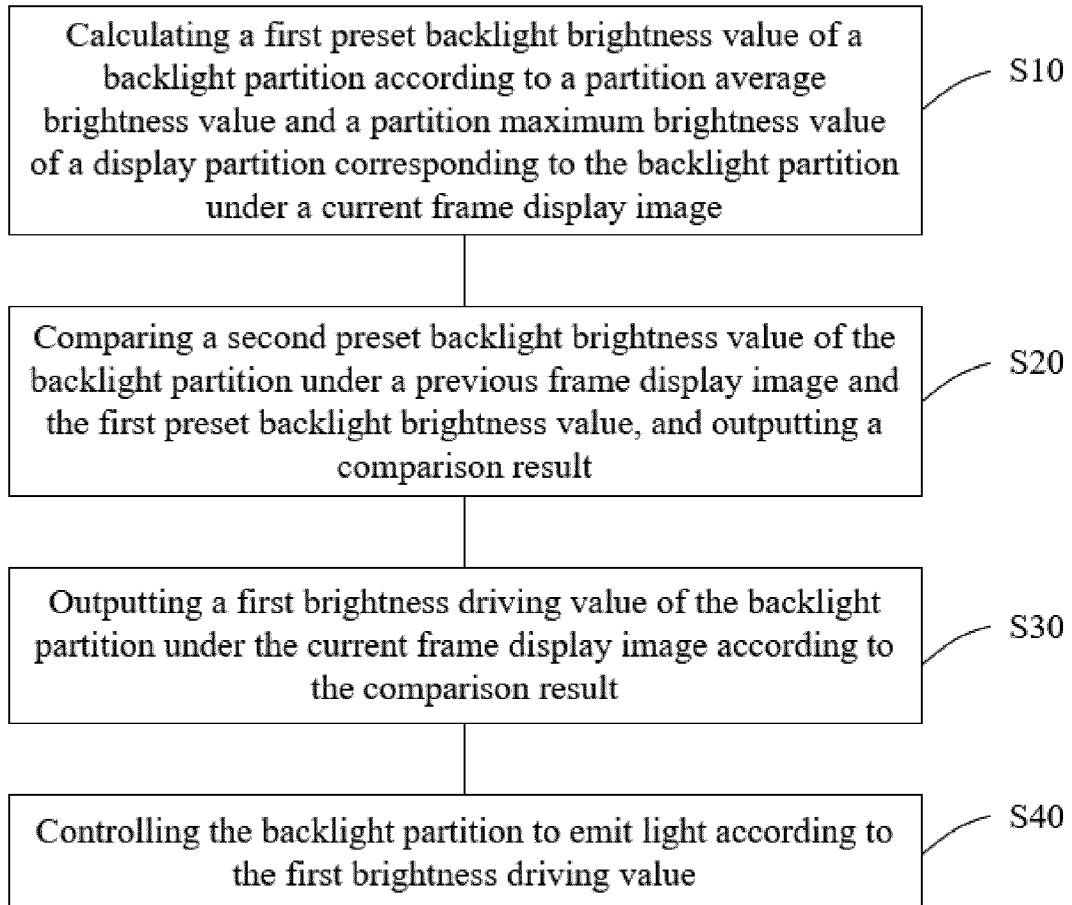 Calculating a first preset backlight brightness value of a
backlight partition according to a partition average
brightness value and a partition maximum brightness value
of a display partition corresponding to the backlight partition
under a current frame display image
S10
Comparing a second preset backlight brightness value of the
backlight partition under a previous frame display image and
the first preset backlight brightness value, and outputting a
comparison result
S20
Outputting a first brightness driving value of the backlight
partition under the current frame display image according to
the comparison result
S30
Controlling the backlight partition to emit light according to
the first brightness driving value
S40